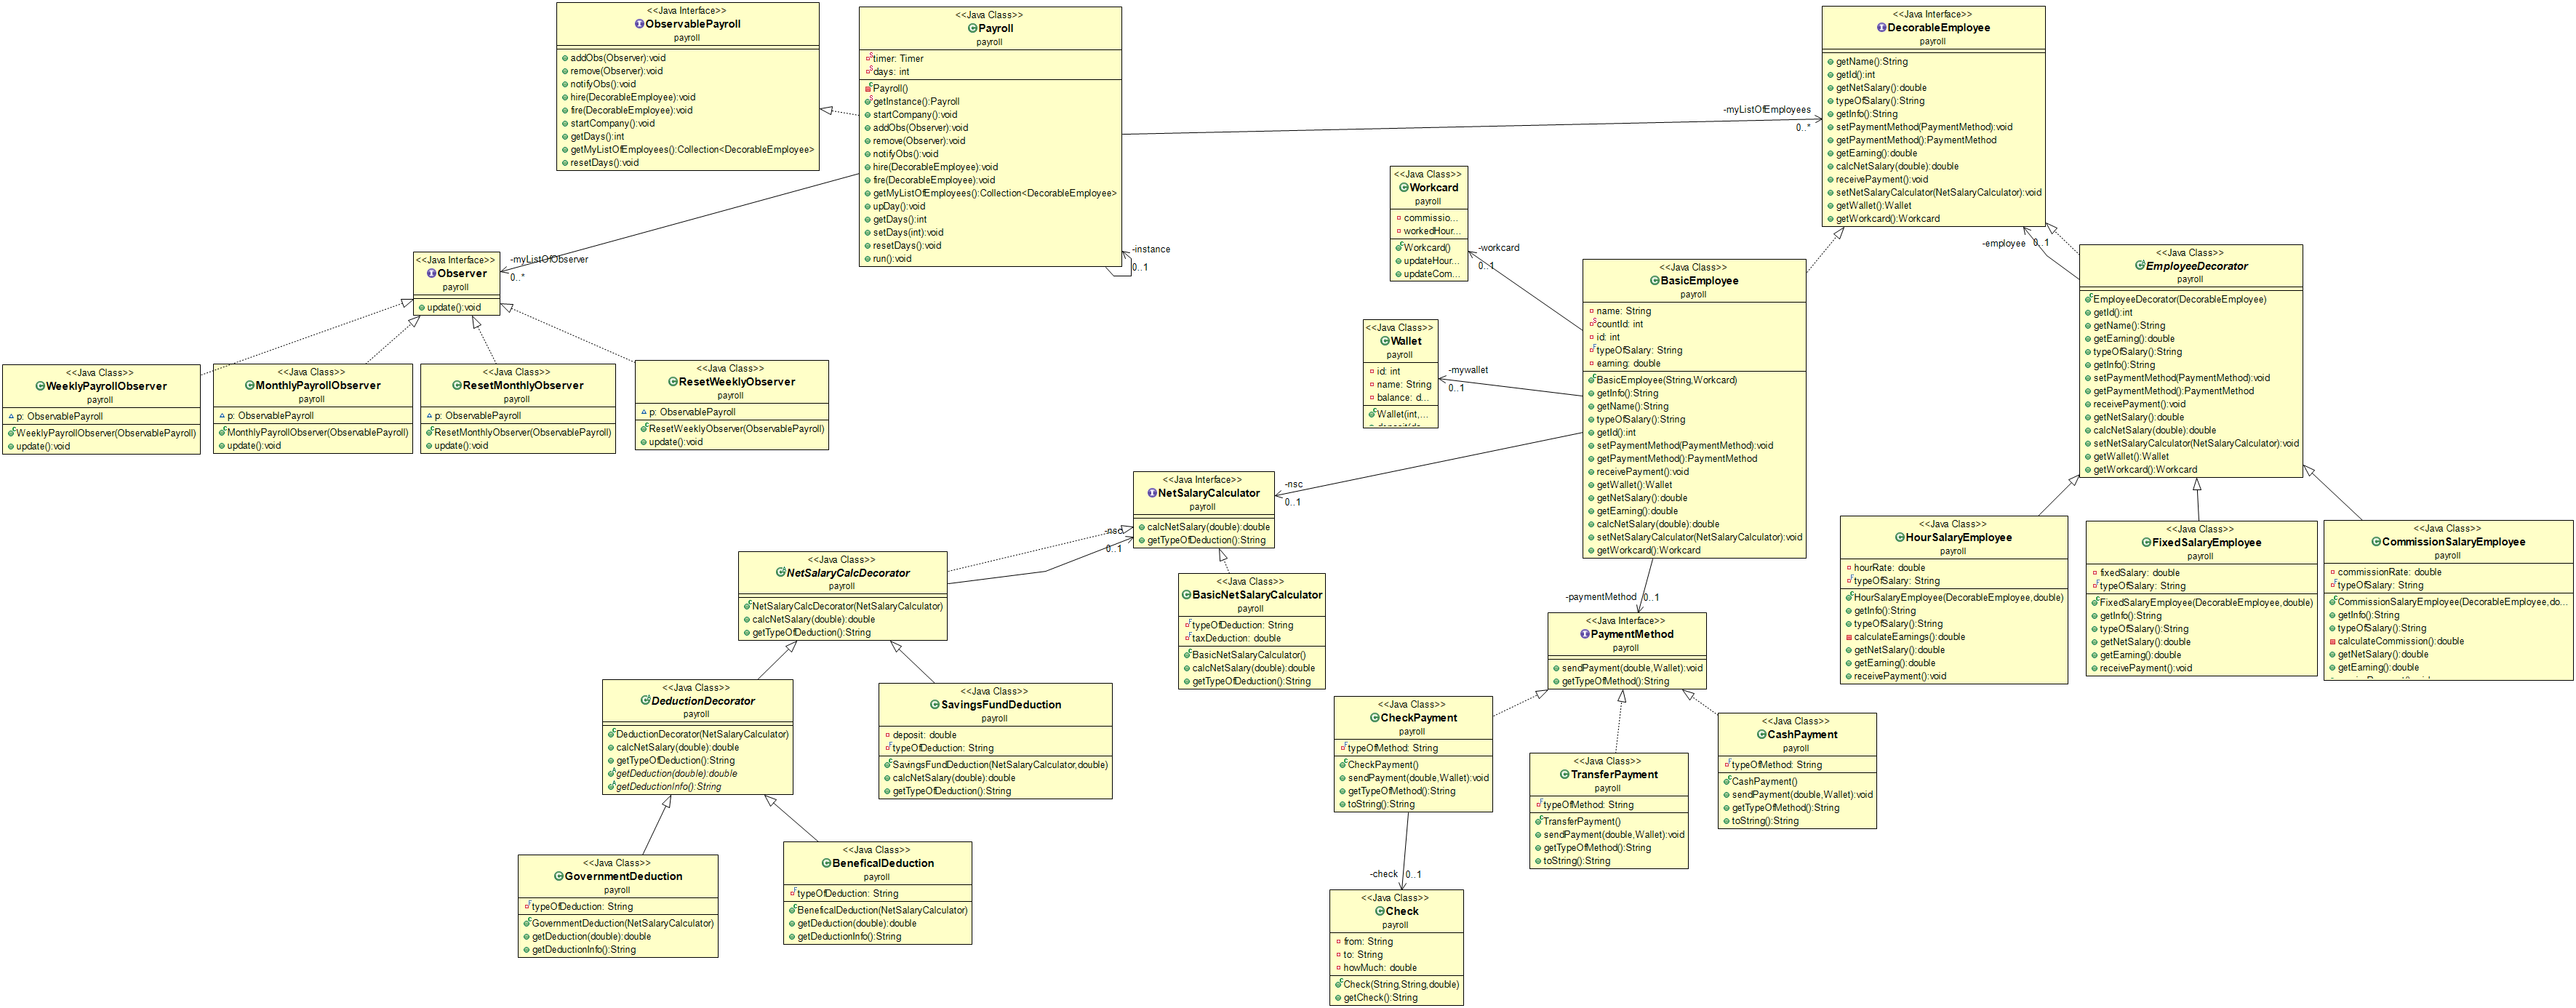 <<Java Interface>>
ObservablePayroll
payroll
addObs(Observer):void
remove(Observer):void
notifyObs():void
hire(DecorableEmployee):void
fire(DecorableEmployee):void
startCompany():void
getDays():int
getMyListOfEmployees():Collection<DecorableEmployee>
resetDays():void
<<Java Class>>
Payroll
payroll
timer: Timer
days: int
Payroll()
getInstance():Payroll
startCompany():void
addObs(Observer):void
remove(Observer):void
notifyObs():void
hire(DecorableEmployee):void
fire(DecorableEmployee):void
getMyListOfEmployees():Collection<DecorableEmployee>
upDay():void
getDays():int
setDays(int):void
resetDays():void
run():void
-instance
0..1
-myListOfEmployees
0..*
<<Java Interface>>
DecorableEmployee
payroll
getName():String
getId():int
getNetSalary():double
typeOfSalary():String
getInfo():String
setPaymentMethod(PaymentMethod):void
getPaymentMethod():PaymentMethod
getEarning():double
calcNetSalary(double):double
receivePayment():void
setNetSalaryCalculator(NetSalaryCalculator):void
getWallet():Wallet
getWorkcard():Workcard
<<Java Class>>
Workcard
payroll
commissio...
workedHour...
Workcard()
updateHour...
updateCom...
-workcard
0..1
-employee
0..1
<<Java Interface>>
Observer
payroll
update():void
-myListOfObserver
0..*
<<Java Class>>
BasicEmployee
payroll
name: String
countId: int
id: int
typeOfSalary: String
earning: double
BasicEmployee(String,Workcard)
getInfo():String
getName():String
typeOfSalary():String
getId():int
setPaymentMethod(PaymentMethod):void
getPaymentMethod():PaymentMethod
receivePayment():void
getWallet():Wallet
getNetSalary():double
getEarning():double
calcNetSalary(double):double
setNetSalaryCalculator(NetSalaryCalculator):void
getWorkcard():Workcard
<<Java Class>>
EmployeeDecorator
payroll
EmployeeDecorator(DecorableEmployee)
getId():int
getName():String
getEarning():double
typeOfSalary():String
getInfo():String
setPaymentMethod(PaymentMethod):void
getPaymentMethod():PaymentMethod
receivePayment():void
getNetSalary():double
calcNetSalary(double):double
setNetSalaryCalculator(NetSalaryCalculator):void
getWallet():Wallet
getWorkcard():Workcard
<<Java Class>>
Wallet
payroll
id: int
name: String
balance: d...
Wallet(int,...
-mywallet
0..1
<<Java Class>>
WeeklyPayrollObserver
payroll
p: ObservablePayroll
WeeklyPayrollObserver(ObservablePayroll)
update():void
<<Java Class>>
MonthlyPayrollObserver
payroll
p: ObservablePayroll
MonthlyPayrollObserver(ObservablePayroll)
update():void
<<Java Class>>
ResetMonthlyObserver
payroll
p: ObservablePayroll
ResetMonthlyObserver(ObservablePayroll)
update():void
<<Java Class>>
ResetWeeklyObserver
payroll
p: ObservablePayroll
ResetWeeklyObserver(ObservablePayroll)
update():void
<<Java Interface>>
NetSalaryCalculator
payroll
calcNetSalary(double):double
getTypeOfDeduction():String
-nsc
0..1
-nsc
0..1
<<Java Class>>
NetSalaryCalcDecorator
payroll
NetSalaryCalcDecorator(NetSalaryCalculator)
calcNetSalary(double):double
getTypeOfDeduction():String
<<Java Class>>
BasicNetSalaryCalculator
payroll
typeOfDeduction: String
taxDeduction: double
BasicNetSalaryCalculator()
calcNetSalary(double):double
getTypeOfDeduction():String
-paymentMethod
0..1
<<Java Interface>>
PaymentMethod
payroll
sendPayment(double,Wallet):void
getTypeOfMethod():String
<<Java Class>>
HourSalaryEmployee
payroll
hourRate: double
typeOfSalary: String
HourSalaryEmployee(DecorableEmployee,double)
getInfo():String
typeOfSalary():String
calculateEarnings():double
getNetSalary():double
getEarning():double
receivePayment():void
<<Java Class>>
FixedSalaryEmployee
payroll
fixedSalary: double
typeOfSalary: String
FixedSalaryEmployee(DecorableEmployee,double)
getInfo():String
typeOfSalary():String
getNetSalary():double
getEarning():double
receivePayment():void
<<Java Class>>
CommissionSalaryEmployee
payroll
commissionRate: double
typeOfSalary: String
CommissionSalaryEmployee(DecorableEmployee,do...
getInfo():String
typeOfSalary():String
calculateCommission():double
getNetSalary():double
getEarning():double
<<Java Class>>
DeductionDecorator
payroll
DeductionDecorator(NetSalaryCalculator)
calcNetSalary(double):double
getTypeOfDeduction():String
getDeduction(double):double
getDeductionInfo():String
<<Java Class>>
SavingsFundDeduction
payroll
deposit: double
typeOfDeduction: String
SavingsFundDeduction(NetSalaryCalculator,double)
calcNetSalary(double):double
getTypeOfDeduction():String
<<Java Class>>
CheckPayment
payroll
typeOfMethod: String
CheckPayment()
sendPayment(double,Wallet):void
getTypeOfMethod():String
toString():String
<<Java Class>>
TransferPayment
payroll
typeOfMethod: String
TransferPayment()
sendPayment(double,Wallet):void
getTypeOfMethod():String
toString():String
<<Java Class>>
CashPayment
payroll
typeOfMethod: String
CashPayment()
sendPayment(double,Wallet):void
getTypeOfMethod():String
toString():String
<<Java Class>>
GovernmentDeduction
payroll
typeOfDeduction: String
GovernmentDeduction(NetSalaryCalculator)
getDeduction(double):double
getDeductionInfo():String
<<Java Class>>
BeneficalDeduction
payroll
typeOfDeduction: String
BeneficalDeduction(NetSalaryCalculator)
getDeduction(double):double
getDeductionInfo():String
-check
0..1
<<Java Class>>
Check
payroll
from: String
to: String
howMuch: double
Check(String,String,double)
getCheck():String